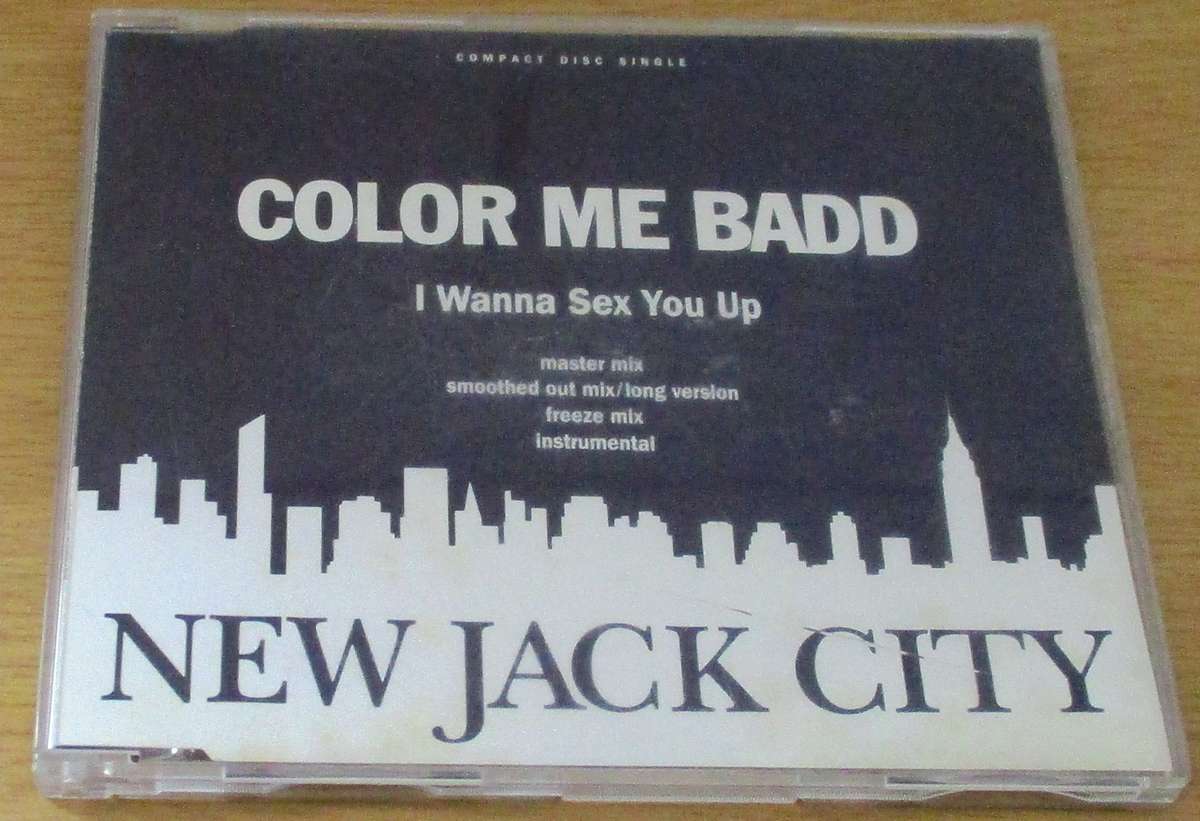 COMPACT DISC SINGLE
COLOR ME BADD
I Wanna Sex You Up
master mix
smoothed out mix/long version
freeze mix
instrumental
NEW JACK CITY